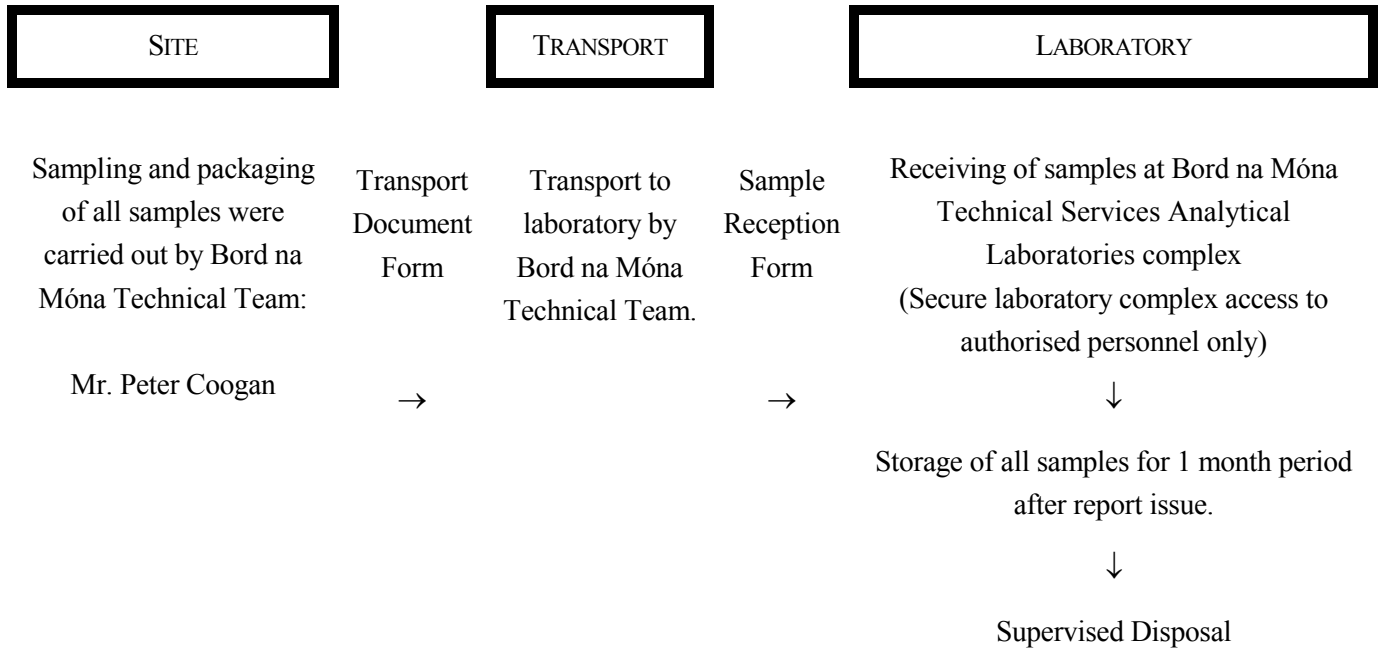 SITE
TRANSPORT
LABORATORY
Sampling and packaging
of all samples were
carried out by Bord na
Móna Technical Team:
Mr. Peter Coogan
Transport
Document
Form
→
Transport to
laboratory by
Bord na Móna
Technical Team.
Sample
Reception
Form
→
Receiving of samples at Bord na Móna
Technical Services Analytical
Laboratories complex
(Secure laboratory complex access to
authorised personnel only)
↓
Storage of all samples for 1 month period
after report issue.
↓
Supervised Disposal